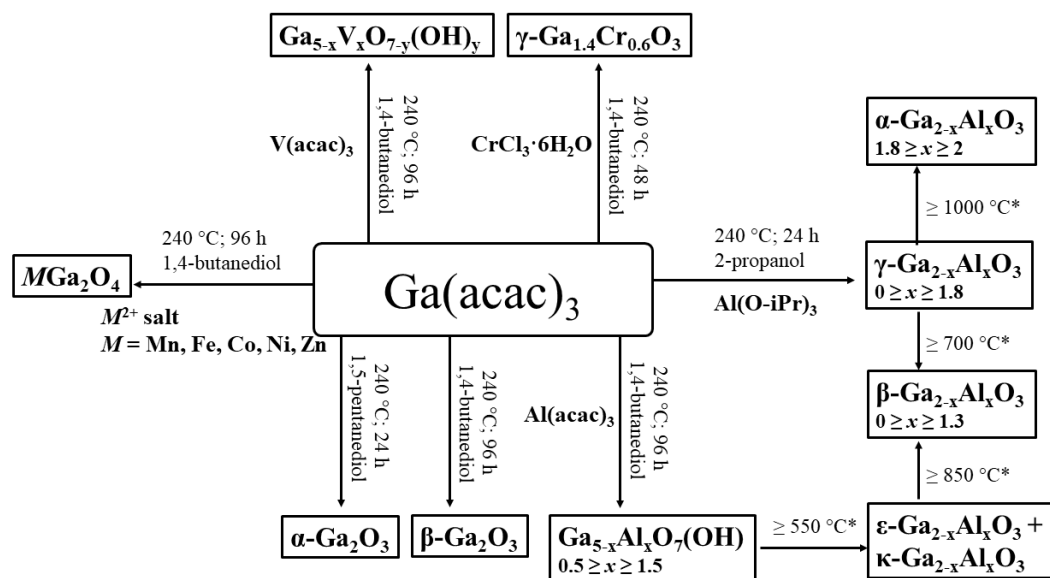 Ga₅₋ₓVₓO₇₋ᵧ(OH)ᵧ
γ-Ga₁.₄Cr₀.₆O₃
240 °C; 96 h
1,4-butanediol
V(acac)₃
240 °C; 48 h
1,4-butanediol
CrCl₃·6H₂O
α-Ga₂₋ₓAlₓO₃
1.8 ≥ x ≥ 2
≥ 1000 °C*
240 °C; 96 h
1,4-butanediol
MGa₂O₄
M²⁺ salt
M = Mn, Fe, Co, Ni, Zn
Ga(acac)₃
240 °C; 24 h
2-propanol
Al(O-iPr)₃
γ-Ga₂₋ₓAlₓO₃
0 ≥ x ≥ 1.8
≥ 700 °C*
β-Ga₂₋ₓAlₓO₃
0 ≥ x ≥ 1.3
≥ 850 °C*
240 °C; 24 h
1,5-pentanediol
240 °C; 96 h
1,4-butanediol
Al(acac)₃
240 °C; 96 h
1,4-butanediol
α-Ga₂O₃
β-Ga₂O₃
Ga₅₋ₓAlₓO₇(OH)
0.5 ≥ x ≥ 1.5
≥ 550 °C*
ε-Ga₂₋ₓAlₓO₃ +
κ-Ga₂₋ₓAlₓO₃